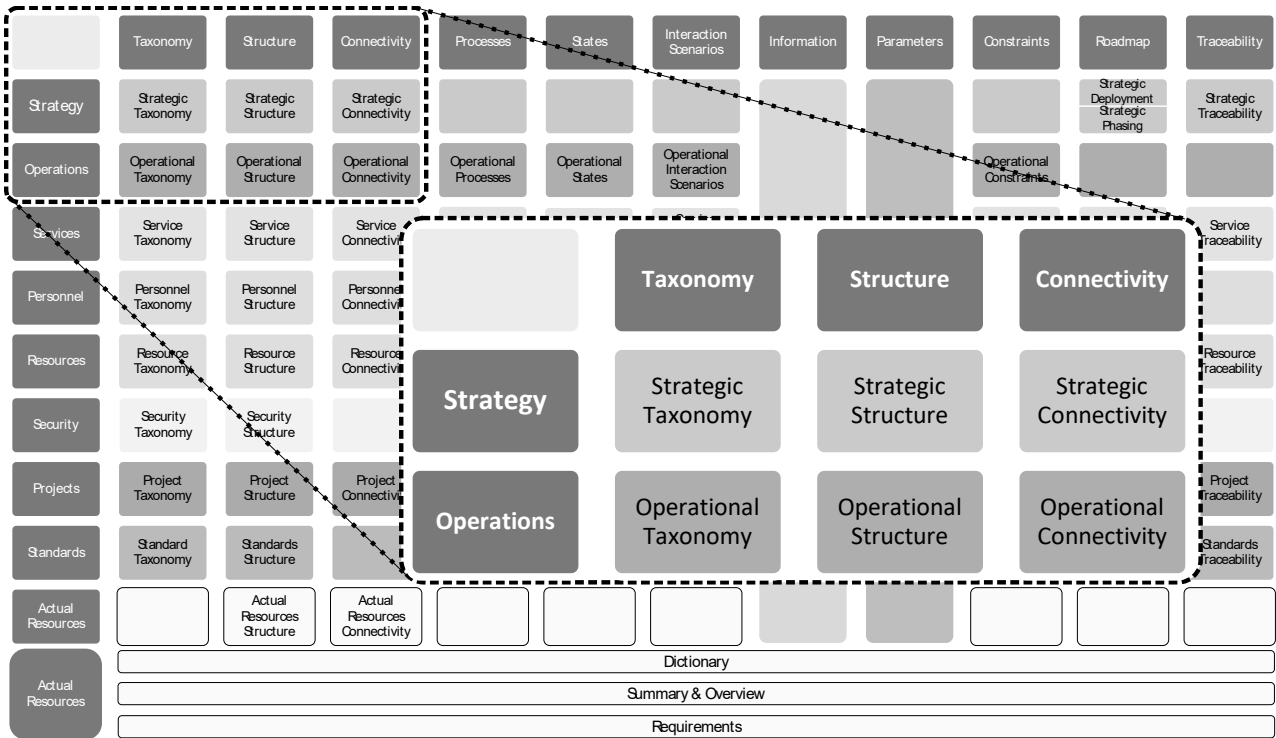 Taxonomy
Structure
Connectivity
Processes
States
Interaction
Scenarios
Information
Parameters
Constraints
Roadmap
Traceability
Strategy
Strategic
Taxonomy
Strategic
Structure
Strategic
Connectivity
Strategic
Deployment
Strategic
Phasing
Strategic
Traceability
Operations
Operational
Taxonomy
Operational
Structure
Operational
Connectivity
Operational
Processes
Operational
States
Operational
Interaction
Scenarios
Operational
Constraints
Services
Service
Taxonomy
Service
Structure
Service
Service
Traceability
Personnel
Personnel
Taxonomy
Personnel
Structure
Resources
Resource
Taxonomy
Resource
Structure
Resource
Resource
Traceability
Security
Security
Taxonomy
Security
Structure
Projects
Project
Taxonomy
Project
Structure
Project
Project
Traceability
Standards
Standard
Taxonomy
Standards
Structure
Standards
Traceability
Taxonomy
Structure
Connectivity
Strategy
Strategic
Taxonomy
Strategic
Structure
Strategic
Connectivity
Operations
Operational
Taxonomy
Operational
Structure
Operational
Connectivity
Actual
Resources
Actual
Resources
Structure
Actual
Resources
Connectivity
Actual
Resources
Dictionary
Summary & Overview
Requirements